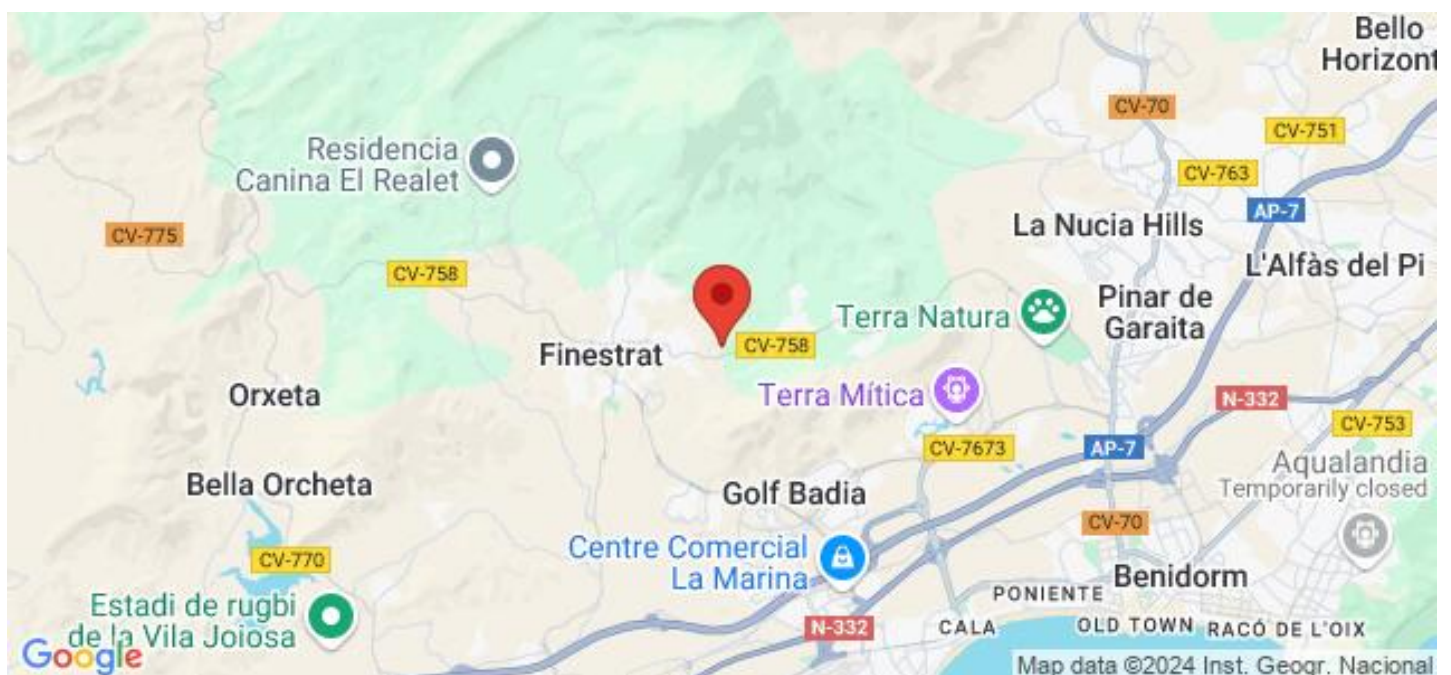 Bello
Horizont
CV-70
CV-751
Residencia
Canina El Realet
CV-763
AP-7
La Nucia Hills
CV-775
CV-758
L'Alfàs del Pi
Pinar de
Garaita
Terra Natura
CV-758
Finestrat
Orxeta
Terra Mítica
N-332
CV-753
CV-7673
AP-7
Aqualandia
Temporarily closed
Bella Orcheta
Golf Badia
CV-70
Centre Comercial
La Marina
CV-770
Benidorm
PONIENTE
Estadi de rugbi
de la Vila Joiosa
N-332
CALA
OLD TOWN
RACÓ DE L'OIX
Google
Map data ©2024 Inst. Geogr. Nacional